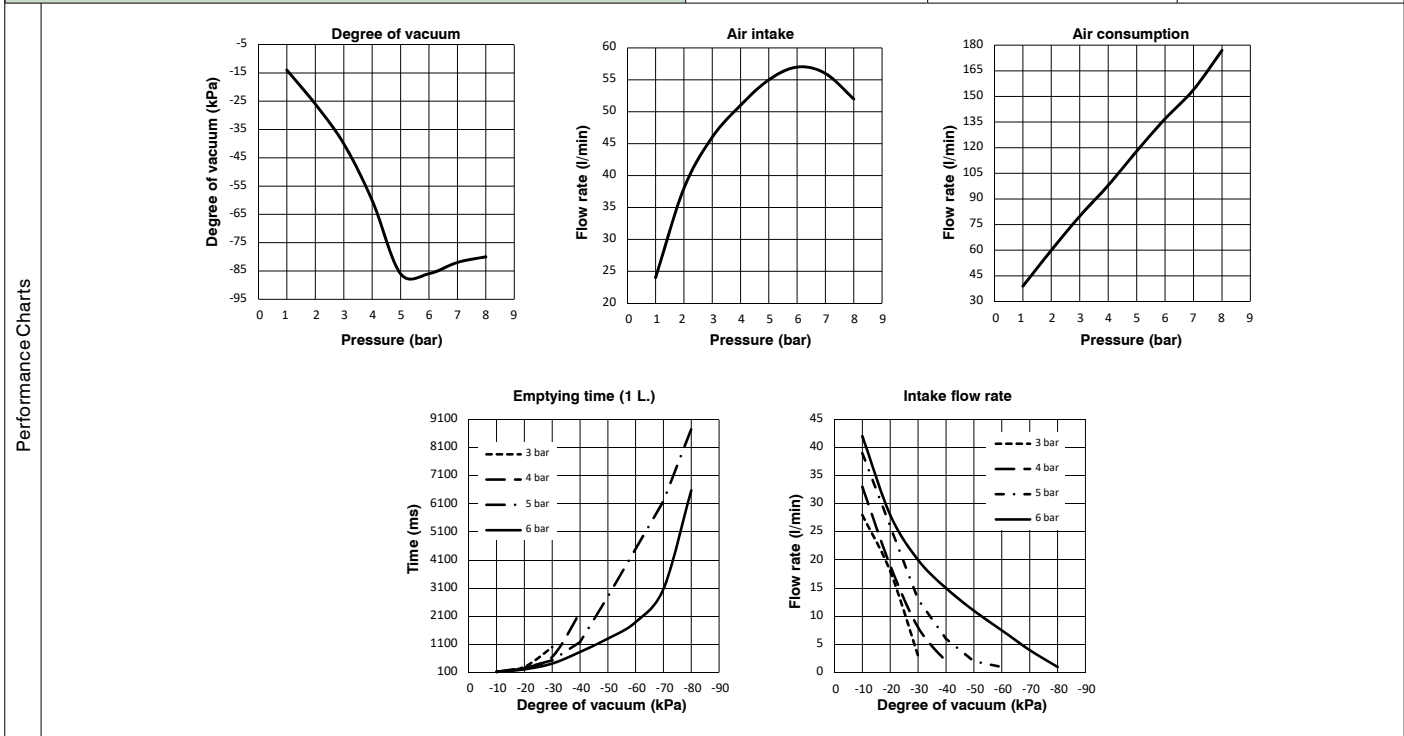 Performance Charts
Degree of vacuum
Degree of vacuum (kPa)
-5
-15
-25
-35
-45
-55
-65
-75
-85
-95
0 1 2 3 4 5 6 7 8 9
Pressure (bar)
Air intake
Flow rate (l/min)
60
55
50
45
40
35
30
25
20
0 1 2 3 4 5 6 7 8 9
Pressure (bar)
Air consumption
Flow rate (l/min)
180
165
150
135
120
105
90
75
60
45
30
0 1 2 3 4 5 6 7 8 9
Pressure (bar)
Emptying time (1 L.)
Time (ms)
9100
8100
7100
6100
5100
4100
3100
2100
1100
100
3 bar
4 bar
5 bar
6 bar
0 -10 -20 -30 -40 -50 -60 -70 -80 -90
Degree of vacuum (kPa)
Intake flow rate
Flow rate (l/min)
45
40
35
30
25
20
15
10
5
0
3 bar
4 bar
5 bar
6 bar
0 -10 -20 -30 -40 -50 -60 -70 -80 -90
Degree of vacuum (kPa)